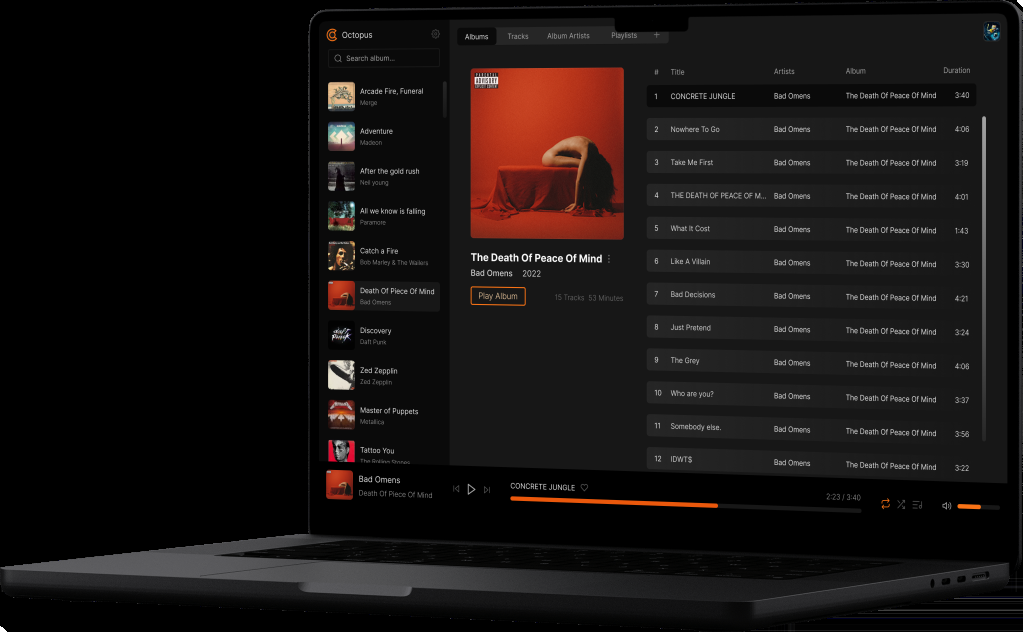 Octopus
Search album...
Arcade Fire, Funeral
Merge
Adventure
Madeon
After the gold rush
Neil young
All we know is falling
Paramore
Catch a Fire
Bob Marley & The Wailers
Death Of Piece Of Mind
Bad Omens
Discovery
Daft Punk
Zed Zepplin
Zed Zepplin
Master of Puppets
Metallica
Tattoo You
The Rolling Stones
Albums Tracks Album Artists Playlists +
PARENTAL
ADVISORY
EXPLICIT CONTENT
daft punk
The Death Of Peace Of Mind
Bad Omens 2022
Play Album 15 Tracks 53 Minutes
# Title Artists Album Duration
1 CONCRETE JUNGLE Bad Omens The Death Of Peace Of Mind 3:40
2 Nowhere To Go Bad Omens The Death Of Peace Of Mind 4:06
3 Take Me First Bad Omens The Death Of Peace Of Mind 3:19
4 THE DEATH OF PEACE OF M... Bad Omens The Death Of Peace Of Mind 4:01
5 What It Cost Bad Omens The Death Of Peace Of Mind 1:43
6 Like A Villain Bad Omens The Death Of Peace Of Mind 3:30
7 Bad Decisions Bad Omens The Death Of Peace Of Mind 4:21
8 Just Pretend Bad Omens The Death Of Peace Of Mind 3:24
9 The Grey Bad Omens The Death Of Peace Of Mind 4:06
10 Who are you? Bad Omens The Death Of Peace Of Mind 3:37
11 Somebody else. Bad Omens The Death Of Peace Of Mind 3:56
12 IDWT$ Bad Omens The Death Of Peace Of Mind 3:22
Bad Omens
Death Of Piece Of Mind
CONCRETE JUNGLE
2:23 / 3:40